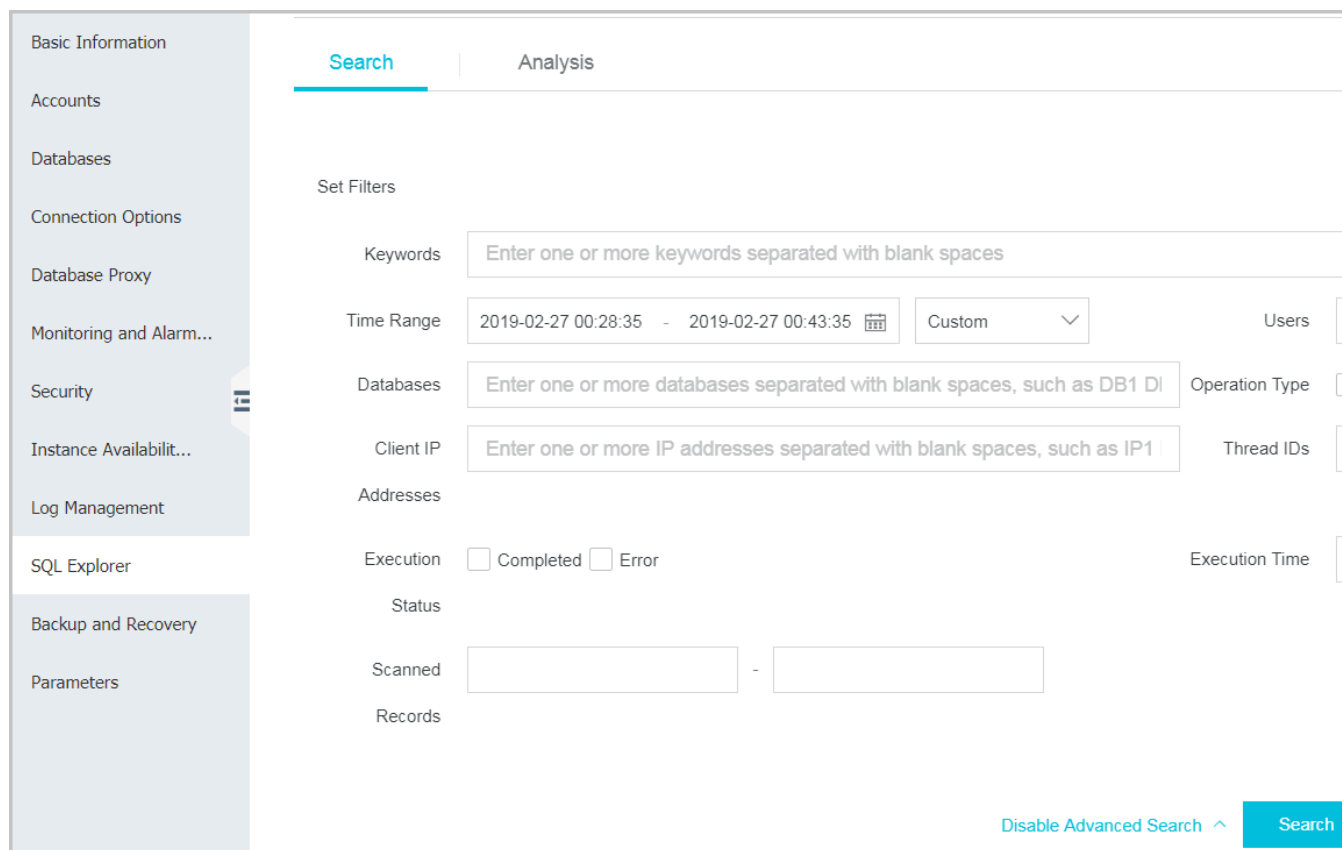 Basic Information
Accounts
Databases
Connection Options
Database Proxy
Monitoring and Alarm...
Security
Instance Availabilit...
Log Management
SQL Explorer
Backup and Recovery
Parameters
Search
Analysis
Set Filters
Keywords
Enter one or more keywords separated with blank spaces
Time Range
2019-02-27 00:28:35 - 2019-02-27 00:43:35
Custom
Users
Databases
Enter one or more databases separated with blank spaces, such as DB1
Operation Type
Client IP
Addresses
Enter one or more IP addresses separated with blank spaces, such as IP1
Thread IDs
Execution
Status
Completed
Error
Execution Time
Scanned
Records
-
Disable Advanced Search
Search